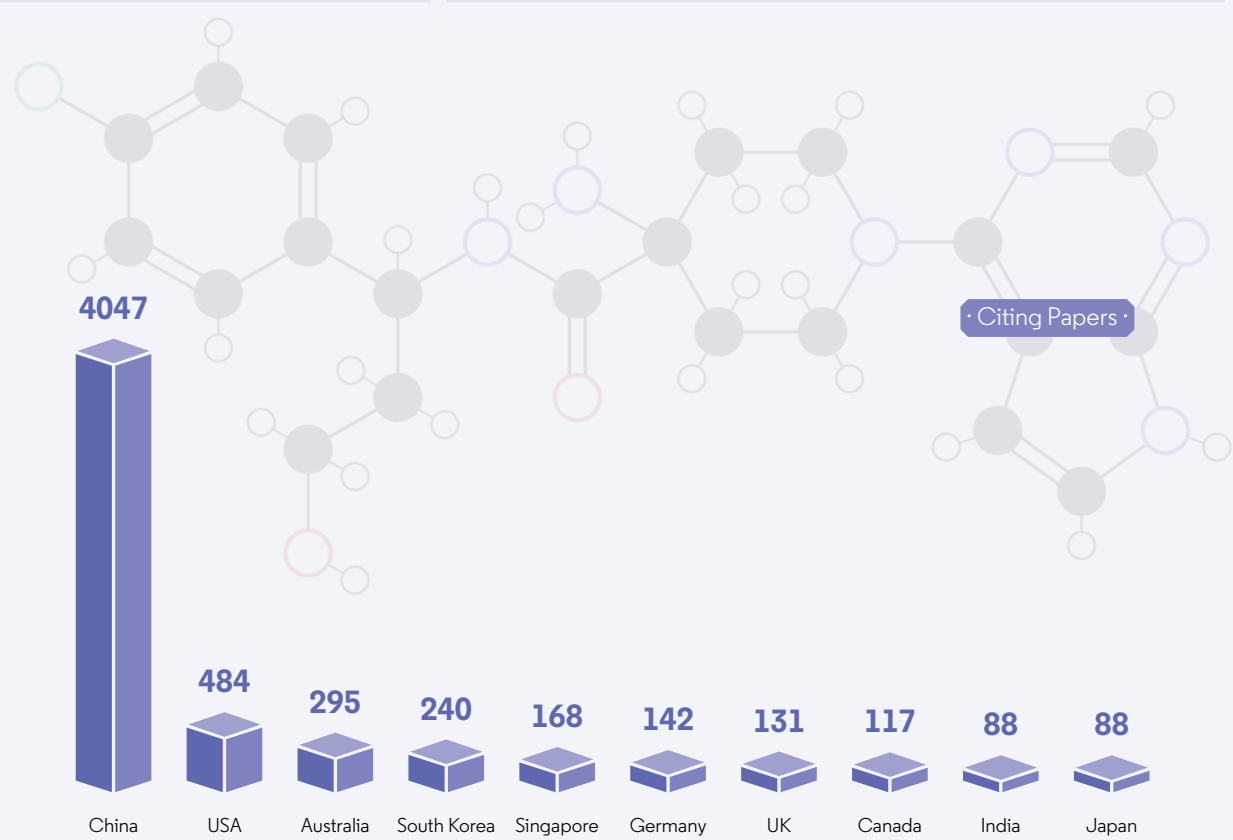 · Citing Papers ·
4047
484
295
240
168
142
131
117
88
88
China
USA
Australia
South Korea
Singapore
Germany
UK
Canada
India
Japan